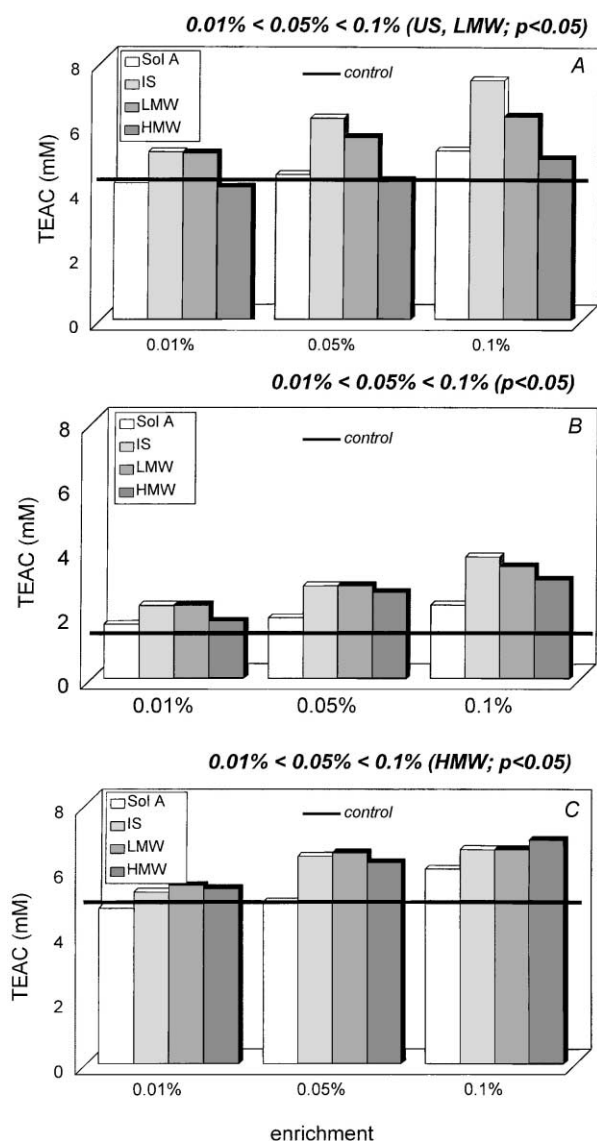 0.01% < 0.05% < 0.1% (US, LMW; p<0.05)
8
Sol A
IS
LMW
HMW
control
A
6
TEAC (mM)
4
2
0
0.01%
0.05%
0.1%
0.01% < 0.05% < 0.1% (p<0.05)
8
Sol A
IS
LMW
HMW
control
B
6
TEAC (mM)
4
2
0
0.01%
0.05%
0.1%
0.01% < 0.05% < 0.1% (HMW; p<0.05)
8
Sol A
IS
LMW
HMW
control
C
6
TEAC (mM)
4
2
0
0.01%
0.05%
0.1%
enrichment